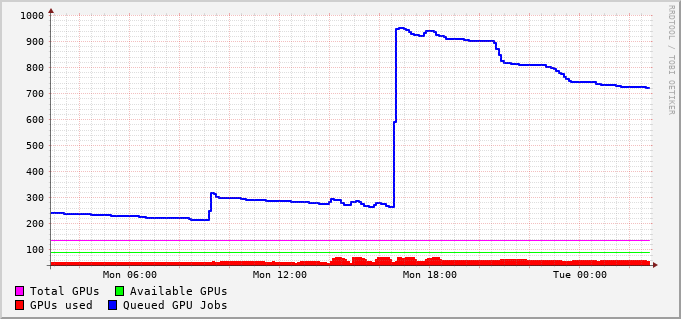 1000
900
800
700
600
500
400
300
200
100
Mon 06:00 Mon 12:00 Mon 18:00 Tue 00:00
Total GPUs Available GPUs
GPUs used Queued GPU Jobs
RRDTOOL / TOBI OETIKER